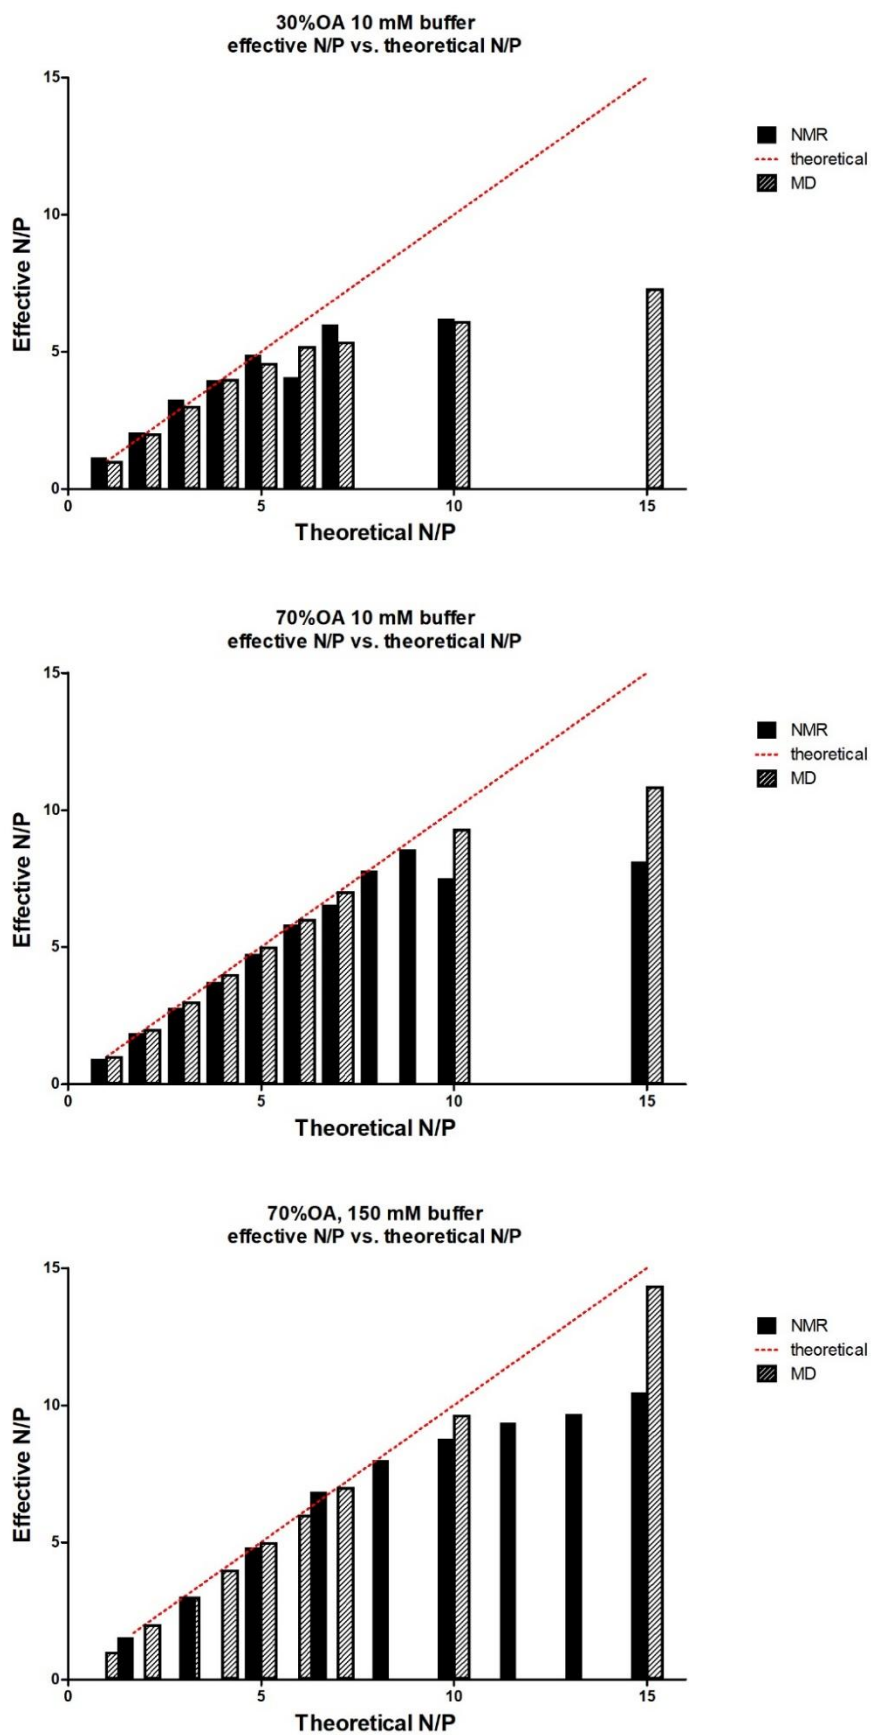 30%OA 10 mM buffer
effective N/P vs. theoretical N/P
15
10
5
0
Effective N/P
0
5
10
15
Theoretical N/P
NMR
theoretical
MD
70%OA 10 mM buffer
effective N/P vs. theoretical N/P
15
10
5
0
Effective N/P
0
5
10
15
Theoretical N/P
NMR
theoretical
MD
70%OA, 150 mM buffer
effective N/P vs. theoretical N/P
15
10
5
0
Effective N/P
0
5
10
15
Theoretical N/P
NMR
theoretical
MD